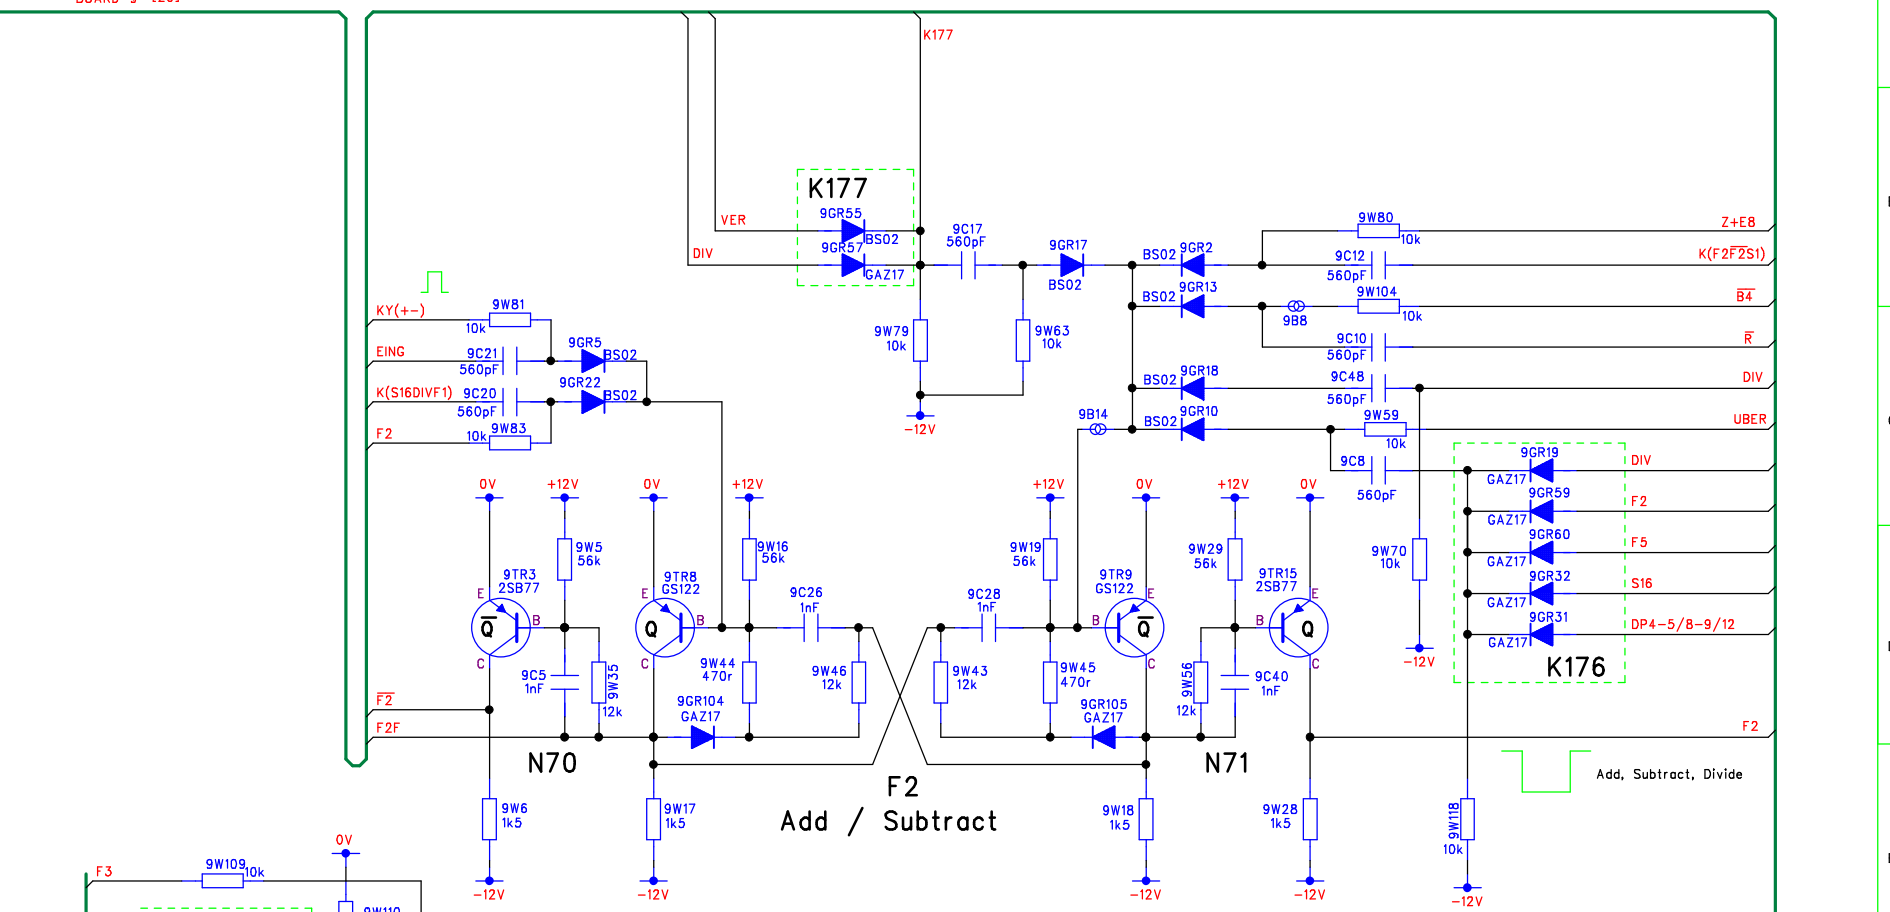 K177
K177
9GR55
VER
BS02
9GR57
DIV
GAZ17
9C17
560pF
9GR17
BS02
BS02
9GR2
9W80
10k
Z+E8
9C12
560pF
K(F2F̅2̅S1)
BS02
9GR13
9B8
9W104
10k
B̅4̅
9C10
560pF
R̅
KY(+-)
9W81
10k
EING
9C21
560pF
9GR5
BS02
K(S16DIVF1)
9C20
560pF
9GR22
BS02
F2
10k
9W83
9W79
10k
9W63
10k
-12V
BS02
9GR18
9C48
560pF
DIV
9B14
BS02
9GR10
9W59
10k
UBER
9C8
560pF
9GR19
GAZ17
DIV
9GR59
GAZ17
F2
9GR60
GAZ17
F5
9GR32
GAZ17
S16
9GR31
GAZ17
DP4-5/8-9/12
K176
0V
+12V
0V
+12V
+12V
0V
+12V
0V
9W5
56k
9W16
56k
9W19
56k
9W29
56k
9W70
10k
-12V
9TR3
2SB77
E
B
C
Q̅
9TR8
GS122
E
B
C
Q
9C26
1nF
9C28
1nF
9TR9
GS122
E
B
C
Q̅
9TR15
2SB77
E
B
C
Q
9C5
1nF
9W35
12k
9W44
470r
9W46
12k
9W43
12k
9W45
470r
9W56
12k
9C40
1nF
F̅2̅
F2F
9GR104
GAZ17
9GR105
GAZ17
F2
N70
N71
F2
Add / Subtract
Add, Subtract, Divide
9W6
1k5
9W17
1k5
9W18
1k5
9W28
1k5
9W118
10k
-12V
-12V
-12V
-12V
-12V
F3
9W109
10k
0V